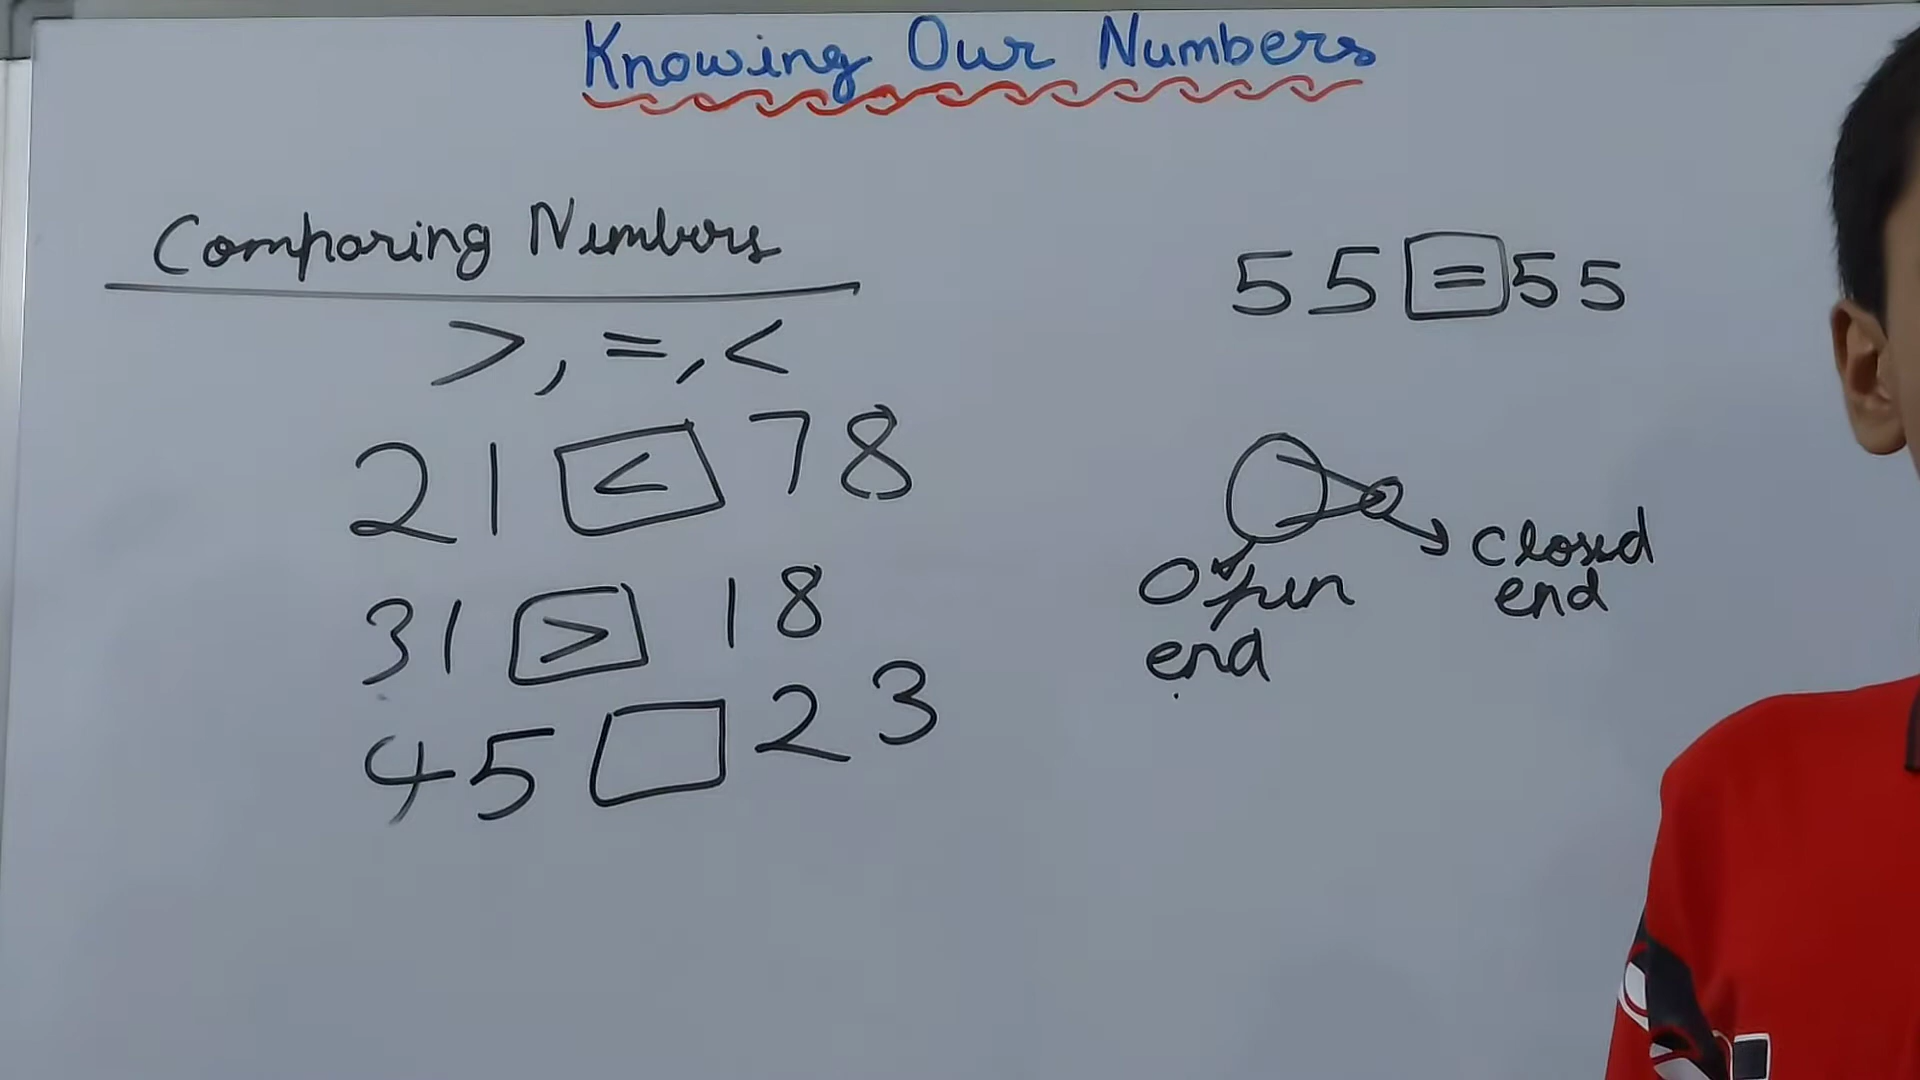 Knowing Our Numbers
Comparing Numbers
>, =, <
21 < 78
31 > 18
45 □ 23
55 = 55
Open
end
closed
end